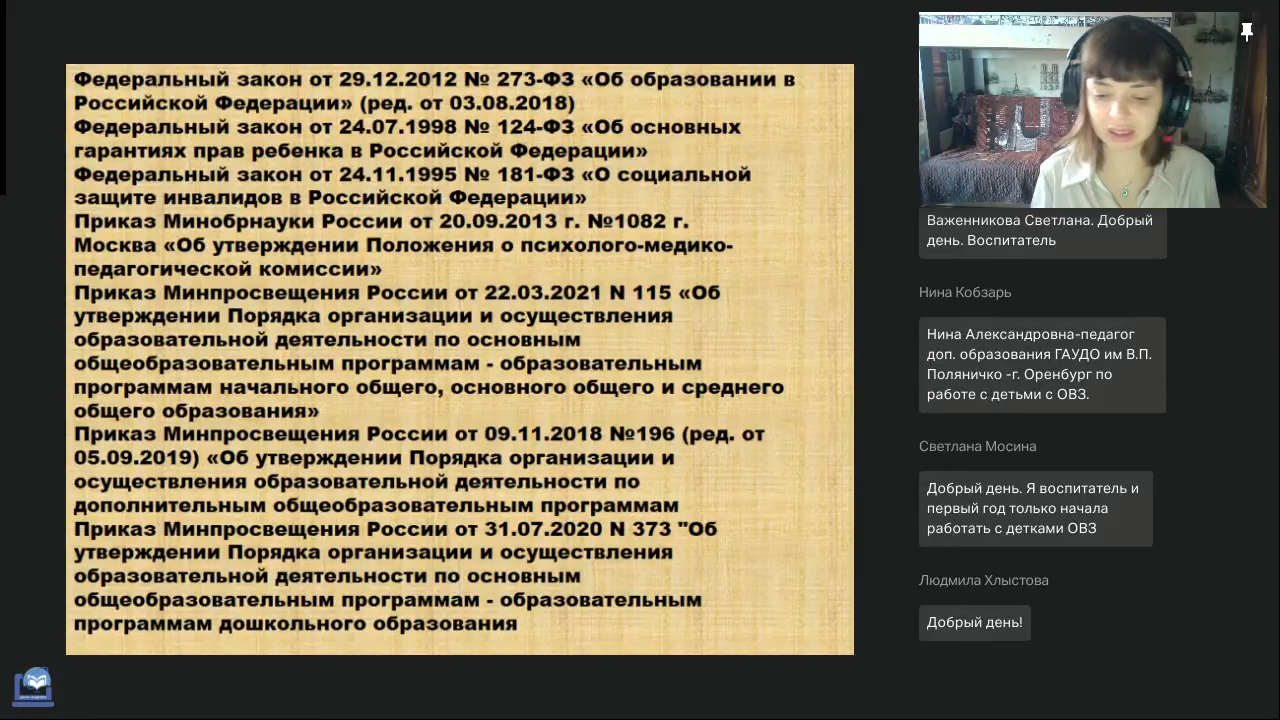 Федеральный закон от 29.12.2012 № 273-ФЗ «Об образовании в
Российской Федерации» (ред. от 03.08.2018)
Федеральный закон от 24.07.1998 № 124-ФЗ «Об основных
гарантиях прав ребенка в Российской Федерации»
Федеральный закон от 24.11.1995 № 181-ФЗ «О социальной
защите инвалидов в Российской Федерации»
Приказ Минобрнауки России от 20.09.2013 г. №1082 г.
Москва «Об утверждении Положения о психолого-медико-
педагогической комиссии»
Приказ Минпросвещения России от 22.03.2021 N 115 «Об
утверждении Порядка организации и осуществления
образовательной деятельности по основным
общеобразовательным программам - образовательным
программам начального общего, основного общего и среднего
общего образования»
Приказ Минпросвещения России от 09.11.2018 №196 (ред. от
05.09.2019) «Об утверждении Порядка организации и
осуществления образовательной деятельности по
дополнительным общеобразовательным программам
Приказ Минпросвещения России от 31.07.2020 N 373 "Об
утверждении Порядка организации и осуществления
образовательной деятельности по основным
общеобразовательным программам - образовательным
программам дошкольного образования
Важенникова Светлана. Добрый
день. Воспитатель
Нина Кобзарь
Нина Александровна-педагог
доп. образования ГАУДО им В.П.
Поляничко -г. Оренбург по
работе с детьми с ОВЗ.
Светлана Мосина
Добрый день. Я воспитатель и
первый год только начала
работать с детками ОВЗ
Людмила Хлыстова
Добрый день!